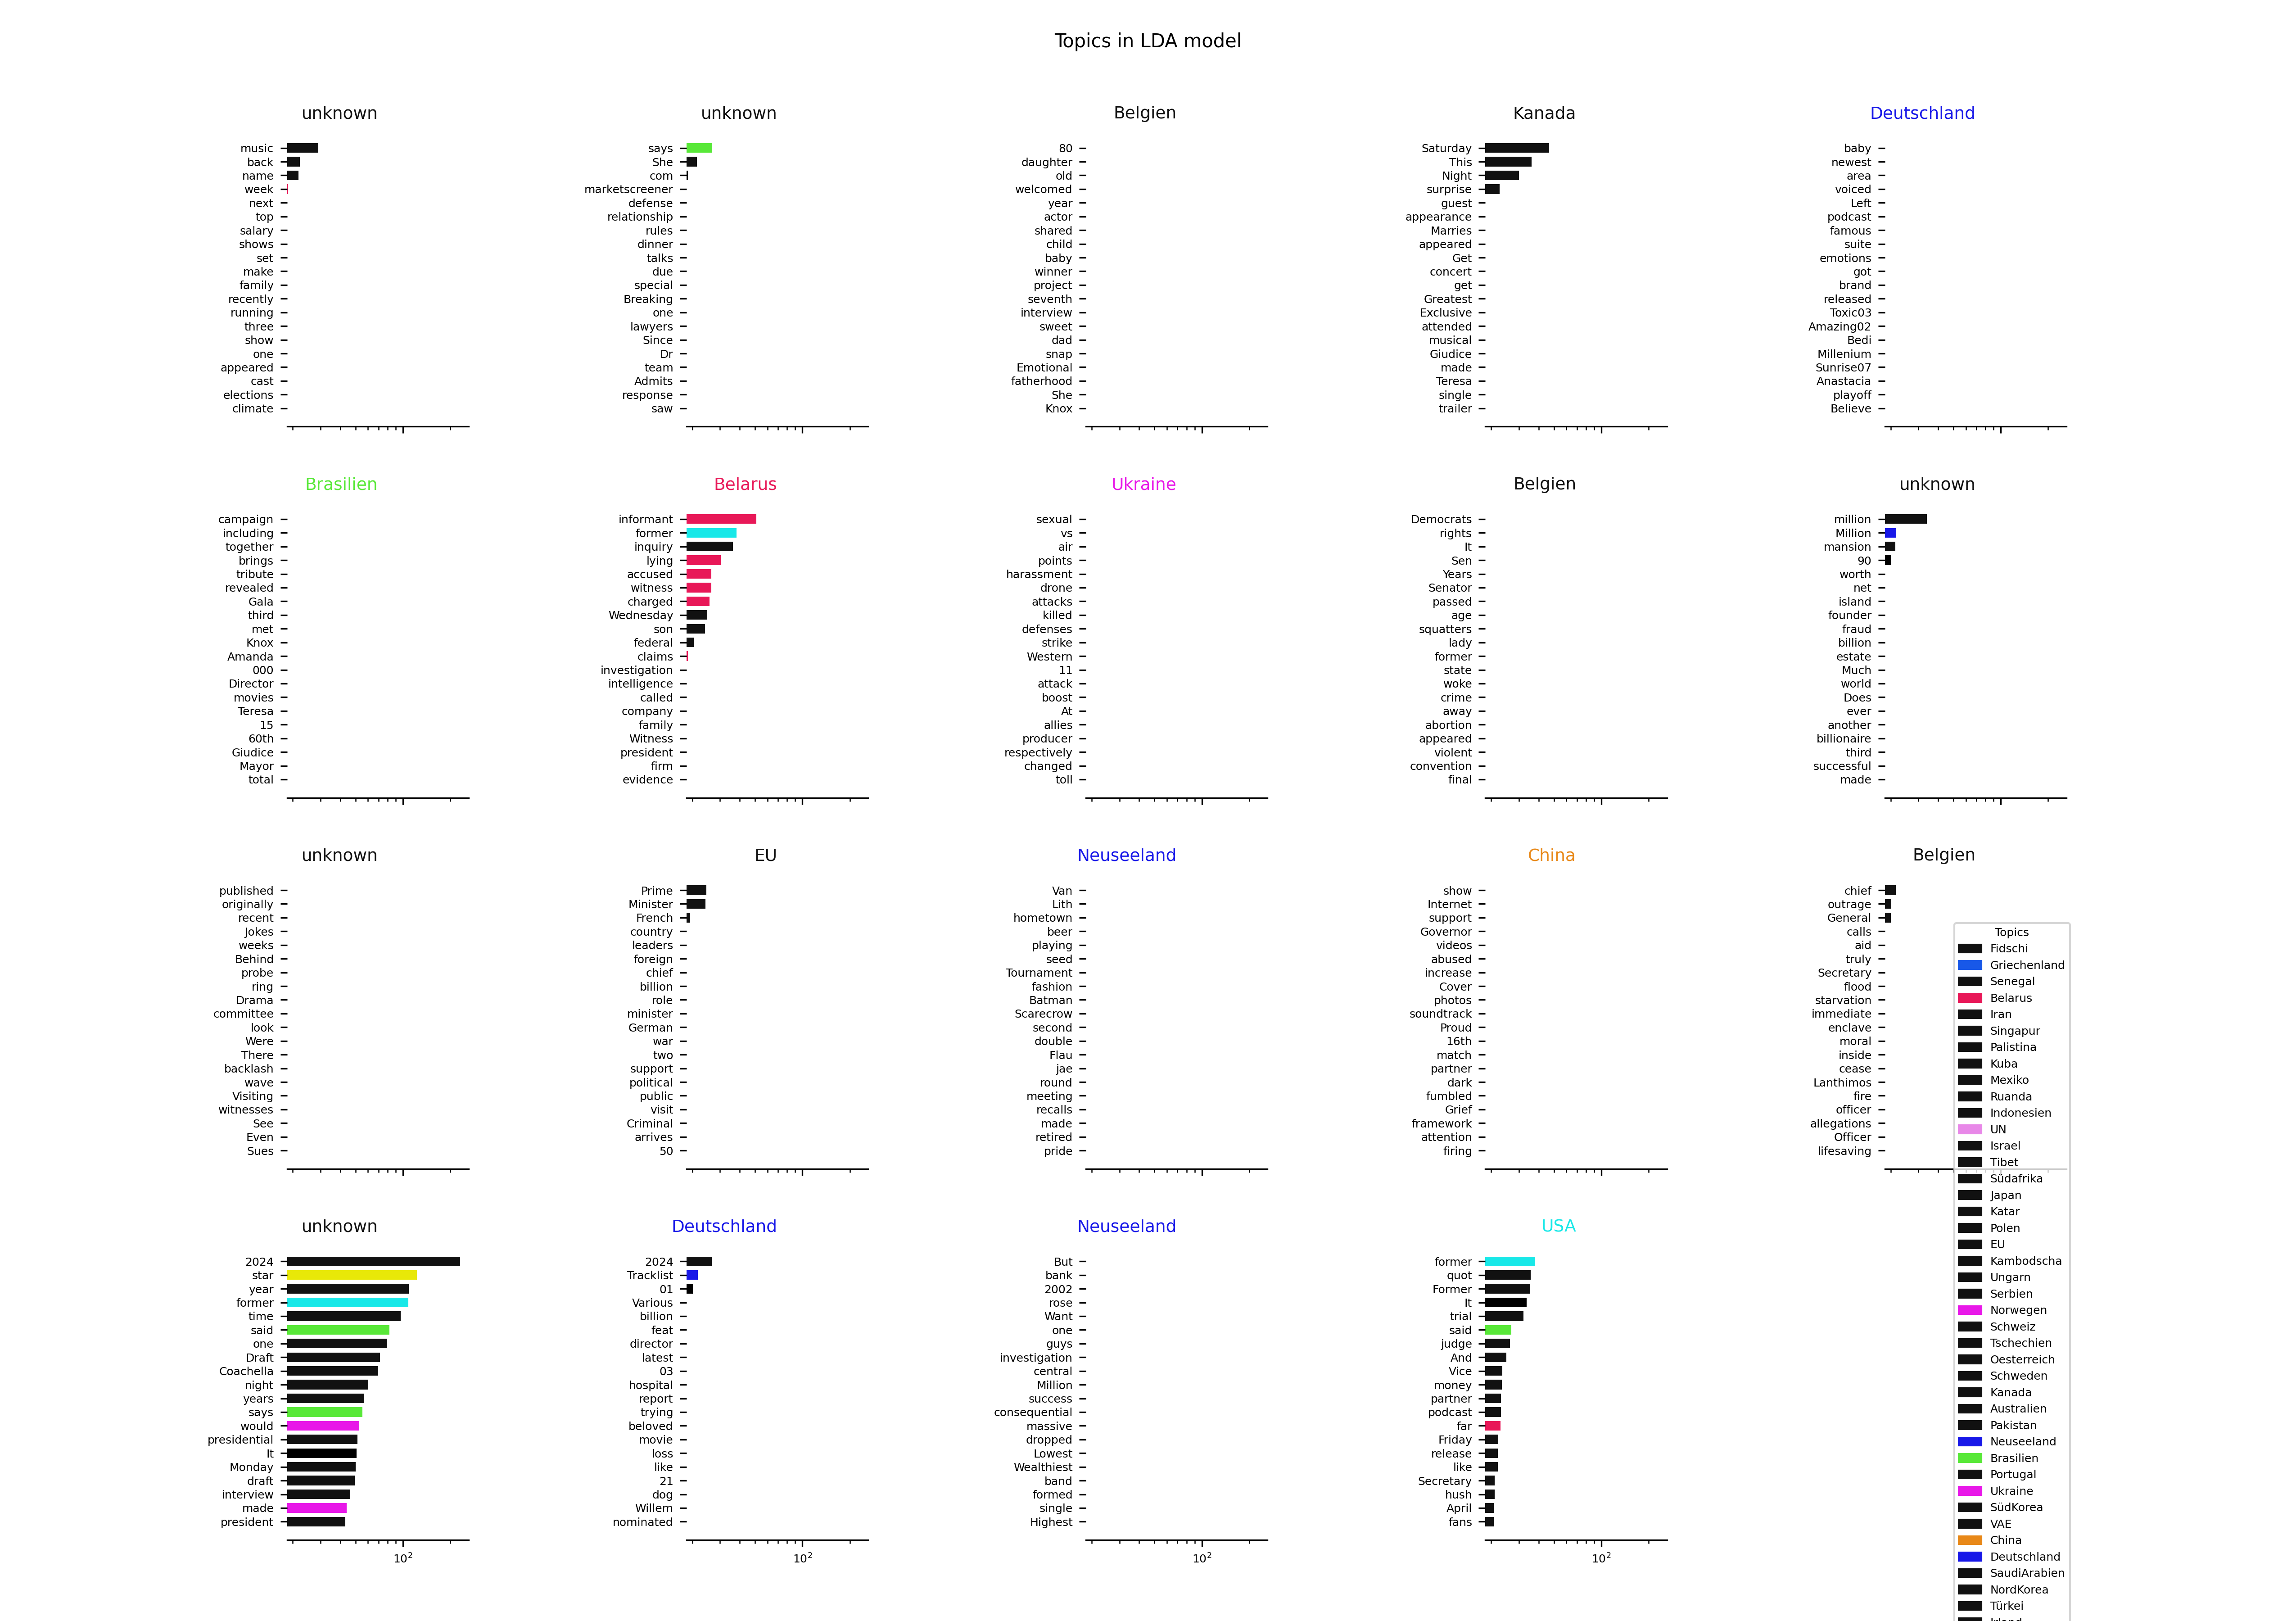 Topics in LDA model
unknown
music
back
name
week
next
top
salary
shows
set
make
family
recently
running
three
show
one
appeared
cast
elections
climate
unknown
says
She
com
marketscreener
defense
relationship
rules
dinner
talks
due
special
Breaking
one
lawyers
Since
Dr
team
Admits
response
saw
Belgien
80
daughter
old
welcomed
year
actor
shared
child
baby
winner
project
seventh
interview
sweet
dad
snap
Emotional
fatherhood
She
Knox
Kanada
Saturday
This
Night
surprise
guest
appearance
Marries
appeared
Get
concert
get
Greatest
Exclusive
attended
musical
Giudice
made
Teresa
single
trailer
Deutschland
baby
newest
area
voiced
Left
podcast
famous
suite
emotions
got
brand
released
Toxic03
Amazing02
Bedi
Millenium
Sunrise07
Anastacia
playoff
Believe
Brasilien
campaign
including
together
brings
tribute
revealed
Gala
third
met
Knox
Amanda
000
Director
movies
Teresa
15
60th
Giudice
Mayor
total
Belarus
informant
former
inquiry
lying
accused
witness
charged
Wednesday
son
federal
claims
investigation
intelligence
called
company
family
Witness
president
firm
evidence
Ukraine
sexual
vs
air
points
harassment
drone
attacks
killed
defenses
strike
Western
11
attack
boost
At
allies
producer
respectively
changed
toll
Belgien
Democrats
rights
It
Sen
Years
Senator
passed
age
squatters
lady
former
state
woke
crime
away
abortion
appeared
violent
convention
final
unknown
million
Million
mansion
90
worth
net
island
founder
fraud
billion
estate
Much
world
Does
ever
another
billionaire
third
successful
made
unknown
published
originally
recent
Jokes
weeks
Behind
probe
ring
Drama
committee
look
Were
There
backlash
wave
Visiting
witnesses
See
Even
Sues
EU
Prime
Minister
French
country
leaders
foreign
chief
billion
role
minister
German
war
two
support
political
public
visit
Criminal
arrives
50
Neuseeland
Van
Lith
hometown
beer
playing
seed
Tournament
fashion
Batman
Scarecrow
second
double
Flau
jae
round
meeting
recalls
made
retired
pride
China
show
Internet
support
Governor
videos
abused
increase
Cover
photos
soundtrack
Proud
16th
match
partner
dark
fumbled
Grief
framework
attention
firing
Belgien
chief
outrage
General
calls
aid
truly
Secretary
flood
starvation
immediate
enclave
moral
inside
cease
Lanthimos
fire
officer
allegations
Officer
lifesaving
unknown
2024
star
year
former
time
said
one
Draft
Coachella
night
years
says
would
presidential
It
Monday
draft
interview
made
president
10²
Deutschland
2024
Tracklist
01
Various
billion
feat
director
latest
03
hospital
report
trying
beloved
movie
loss
like
21
dog
Willem
nominated
10²
Neuseeland
But
bank
2002
rose
Want
one
guys
investigation
central
Million
success
consequential
massive
dropped
Lowest
Wealthiest
band
formed
single
Highest
10²
USA
former
quot
Former
It
trial
said
judge
And
Vice
money
partner
podcast
far
Friday
release
like
Secretary
hush
April
fans
10²
Topics
Fidschi
Griechenland
Senegal
Belarus
Iran
Singapur
Palistina
Kuba
Mexiko
Ruanda
Indonesien
UN
Israel
Tibet
Südafrika
Japan
Katar
Polen
EU
Kambodscha
Ungarn
Serbien
Norwegen
Schweiz
Tschechien
Oesterreich
Schweden
Kanada
Australien
Pakistan
Neuseeland
Brasilien
Portugal
Ukraine
SüdKorea
VAE
China
Deutschland
SaudiArabien
NordKorea
Türkei